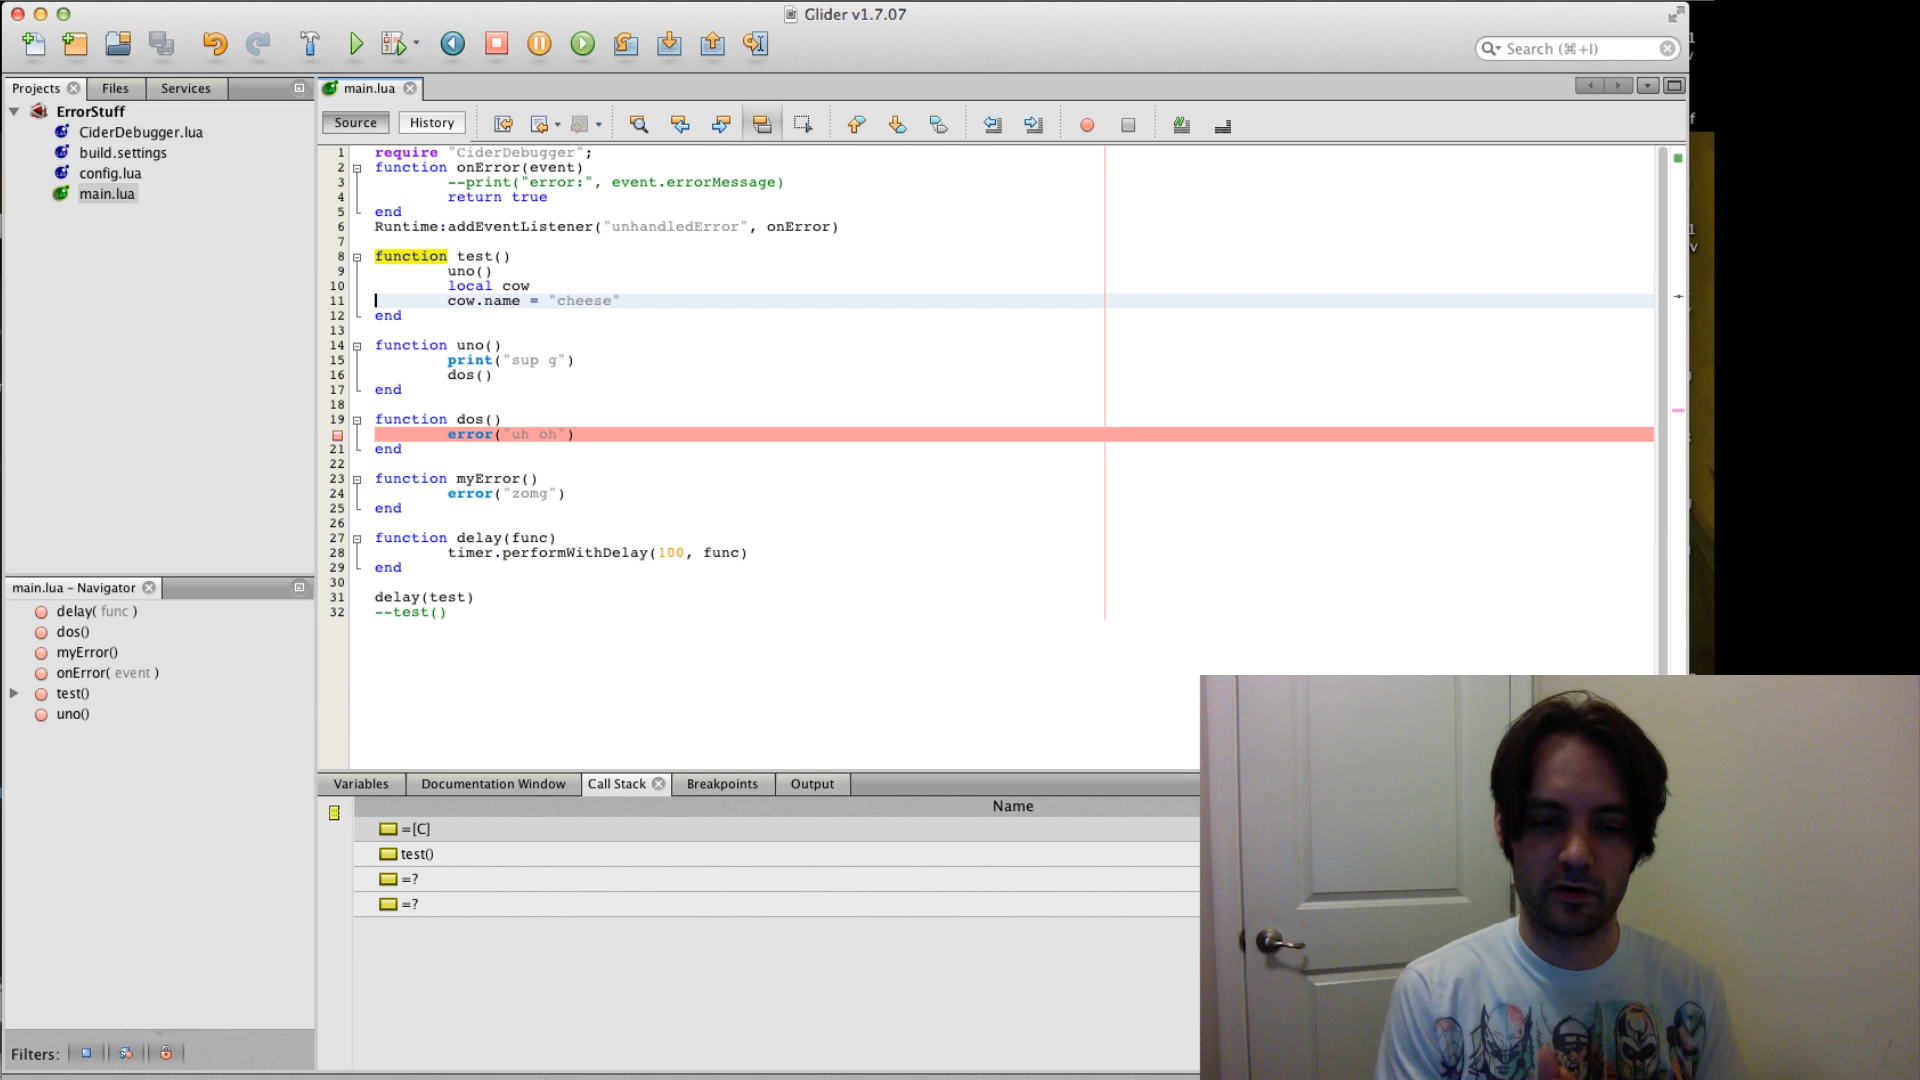 Glider v1.7.07
Search (⌘+I)
Projects
Files
Services
main.lua
ErrorStuff
CiderDebugger.lua
build.settings
config.lua
main.lua
Source
History
1 require "CiderDebugger";
2 function onError(event)
3 --print("error:", event.errorMessage)
4 return true
5 end
6 Runtime:addEventListener("unhandledError", onError)
7
8 function test()
9 uno()
10 local cow
11 cow.name = "cheese"
12 end
13
14 function uno()
15 print("sup g")
16 dos()
17 end
18
19 function dos()
error("uh oh")
21 end
22
23 function myError()
24 error("zomg")
25 end
26
27 function delay(func)
28 timer.performWithDelay(100, func)
29 end
30
31 delay(test)
32 --test()
main.lua - Navigator
delay( func )
dos()
myError()
onError( event )
test()
uno()
Filters:
Variables
Documentation Window
Call Stack
Breakpoints
Output
Name
=[C]
test()
=?
=?